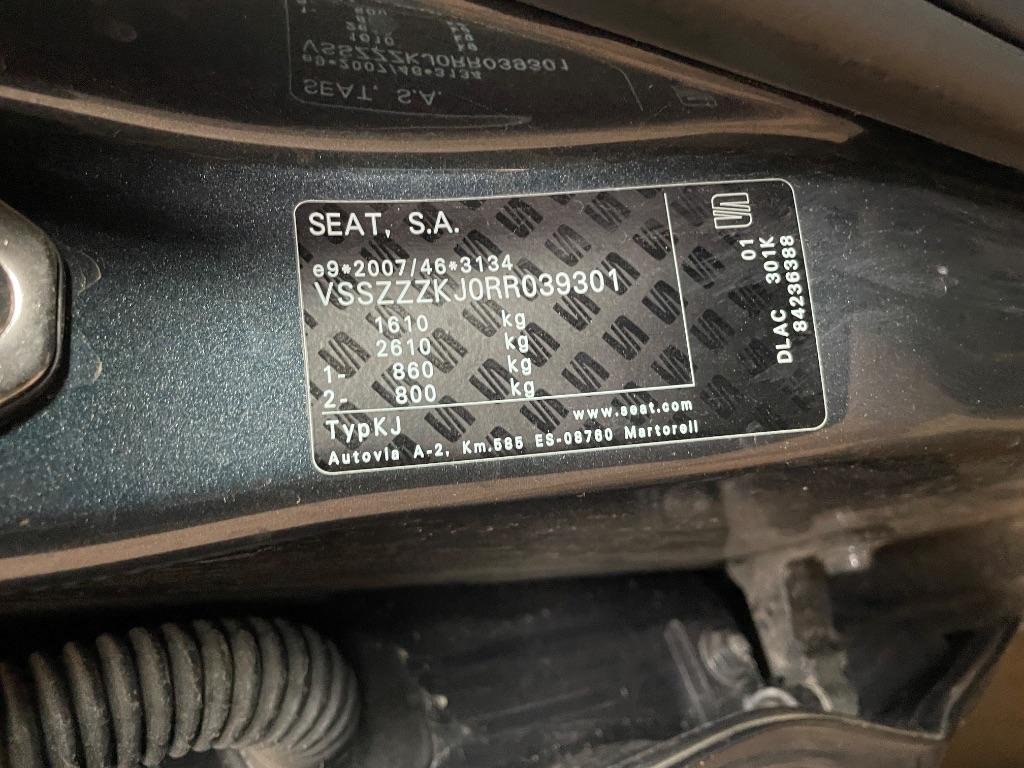 SEAT, S.A.
e9*2007/46*3134
VSSZZZKJ0RR039301
1610 kg
2610 kg
1- 860 kg
2- 800 kg
TypKJ www.seat.com
Autovia A-2, Km.585 ES-08760 Martorell
01
DLAC 301K
84236388